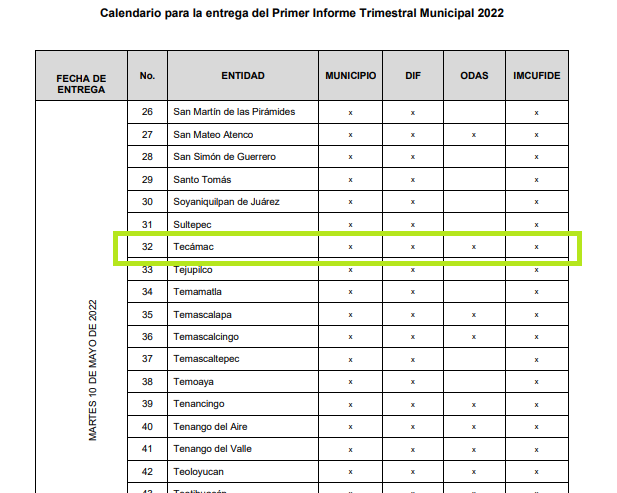 Calendario para la entrega del Primer Informe Trimestral Municipal 2022
FECHA DE ENTREGA No. ENTIDAD MUNICIPIO DIF ODAS IMCUFIDE
MARTES 10 DE MAYO DE 2022
26 San Martín de las Pirámides x x x
27 San Mateo Atenco x x x x
28 San Simón de Guerrero x x x
29 Santo Tomás x x x
30 Soyaniquilpan de Juárez x x x
31 Sultepec x x x
32 Tecámac x x x x
33 Tejupilco x x x
34 Temamatla x x x
35 Temascalapa x x x x
36 Temascalcingo x x x x
37 Temascaltepec x x x
38 Temoaya x x x
39 Tenancingo x x x x
40 Tenango del Aire x x x x
41 Tenango del Valle x x x x
42 Teoloyucan x x x x